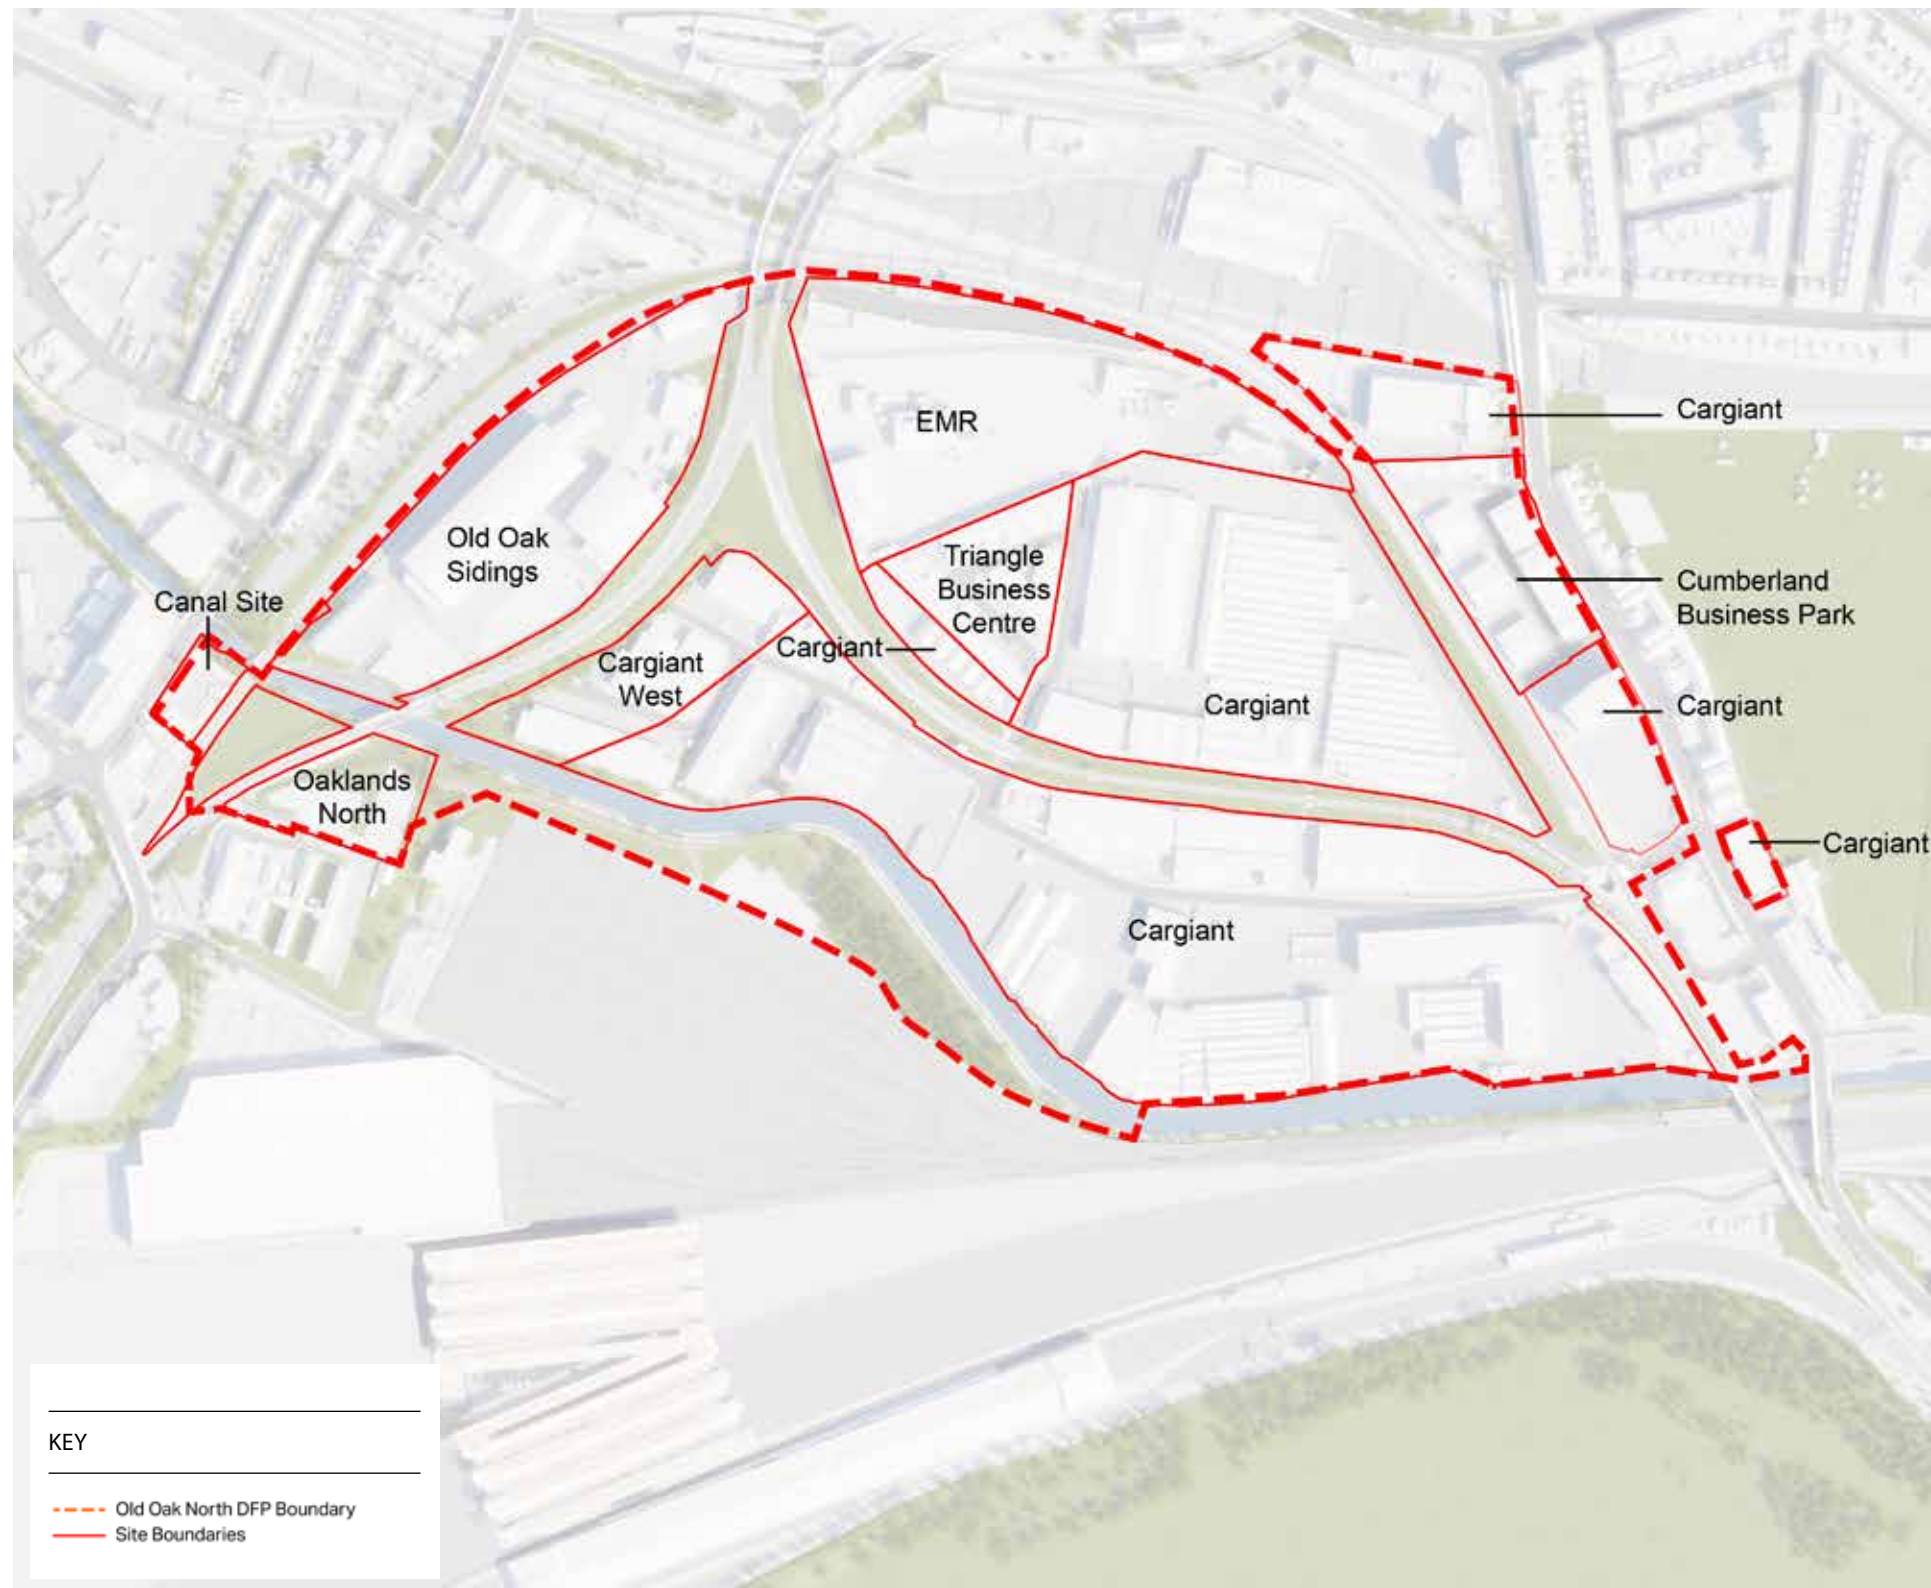 Cargiant
EMR
Old Oak
Sidings
Triangle
Business
Centre
Cumberland
Business Park
Canal Site
Cargiant
Cargiant
West
Cargiant
Cargiant
Oaklands
North
Cargiant
Cargiant
KEY
Old Oak North DFP Boundary
Site Boundaries